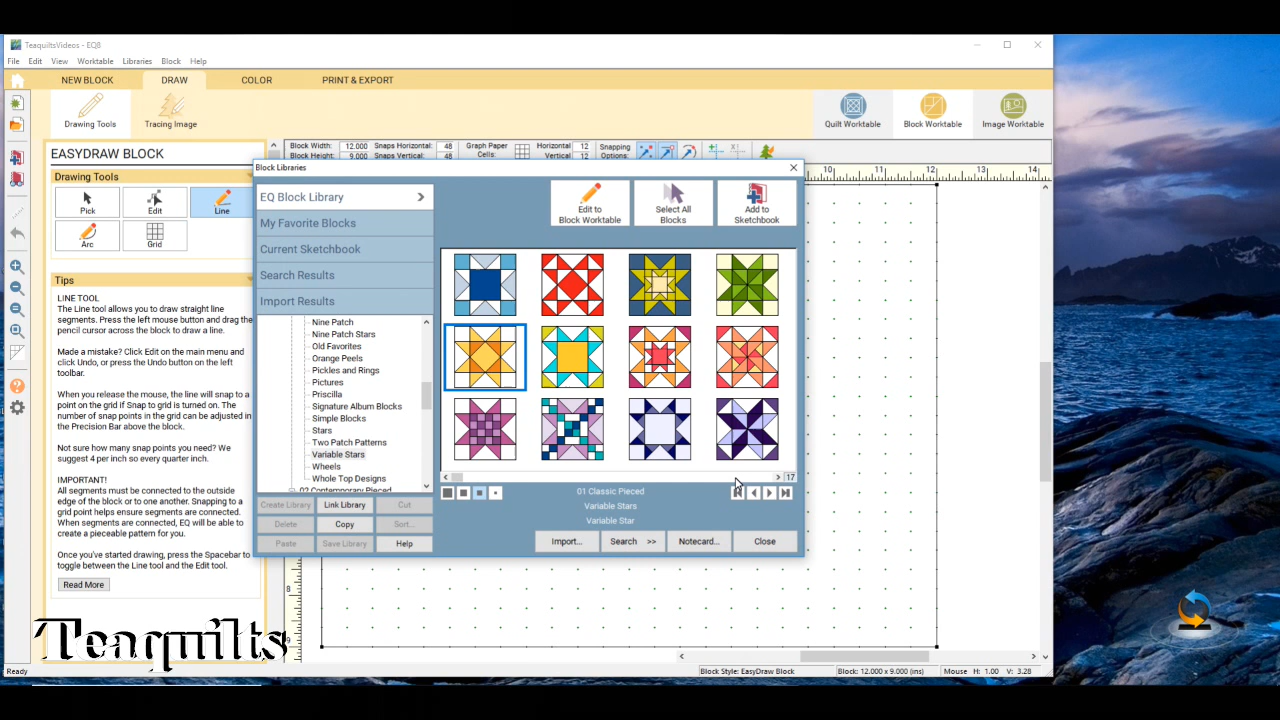 TeaquiltsVideos - EQ8
File Edit View Worktable Libraries Block Help
NEW BLOCK DRAW COLOR PRINT & EXPORT
Drawing Tools Tracing Image Quilt Worktable Block Worktable Image Worktable
EASYDRAW BLOCK
Block Width: 12.000 Snaps Horizontal: 48 Graph Paper Horizontal 12 Snapping
Block Height: 9.000 Snaps Vertical: 48 Cells: Vertical 12 Options:
Drawing Tools
Pick Edit Line
Arc Grid
Tips
LINE TOOL
The Line tool allows you to draw straight line
segments. Press the left mouse button and drag the
pencil cursor across the block to draw a line.
Made a mistake? Click Edit on the main menu and
click Undo, or press the Undo button on the left
toolbar.
When you release the mouse, the line will snap to a
point on the grid if Snap to grid is turned on. The
number of snap points in the grid can be adjusted in
the Precision Bar above the block.
Not sure how many snap points you need? We
suggest 4 per inch so every quarter inch.
IMPORTANT!
All segments must be connected to the outside
edge of the block or to one another. Snapping to a
grid point helps ensure segments are connected.
When segments are connected, EQ will be able to
create a pieceable pattern for you.
Once you've started drawing, press the Spacebar to
toggle between the Line tool and the Edit tool.
Read More
Block Libraries
EQ Block Library
My Favorite Blocks
Current Sketchbook
Search Results
Import Results
Edit to
Block Worktable
Select All
Blocks
Add to
Sketchbook
Nine Patch
Nine Patch Stars
Old Favorites
Orange Peels
Pickles and Rings
Pictures
Priscilla
Signature Album Blocks
Simple Blocks
Stars
Two Patch Patterns
Variable Stars
Wheels
Whole Top Designs
02 Contemporary Pieced
17
01 Classic Pieced
Variable Stars
Variable Star
Create Library Link Library Cut
Delete Copy Sort...
Paste Save Library Help
Import... Search >> Notecard... Close
10 11 12 13 14
8
9
Teaquilts
Ready Block Style: EasyDraw Block Block: 12.000 x 9.000 (ins) Mouse H: 1.00 V: 3.28